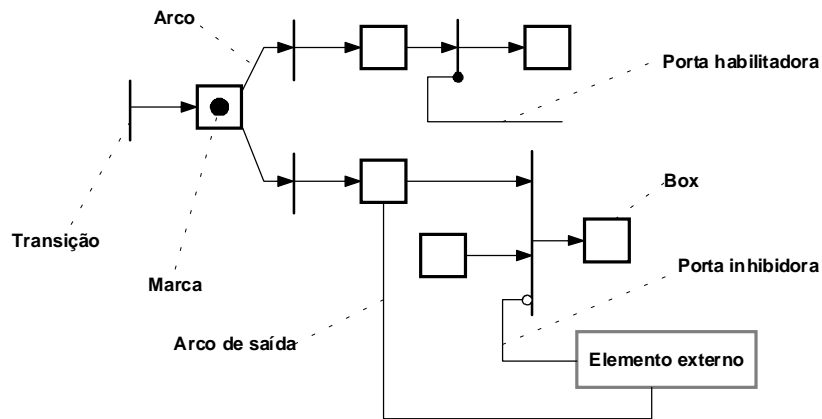 Arco
Porta habilitadora
Box
Transição
Marca
Porta inhibidora
Arco de saída
Elemento externo